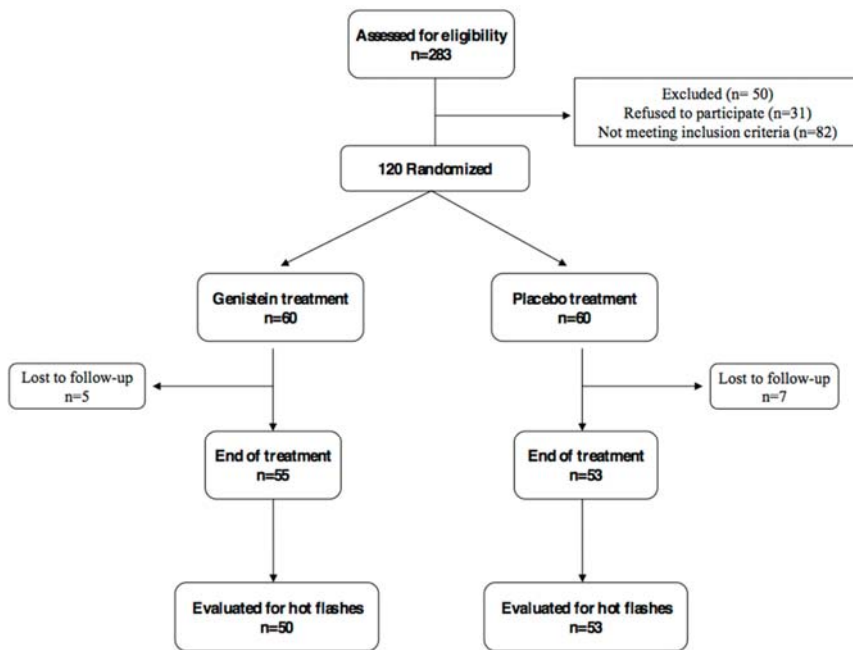 Assessed for eligibility
n=283
Excluded (n= 50)
Refused to participate (n=31)
Not meeting inclusion criteria (n=82)
120 Randomized
Genistein treatment
n=60
Placebo treatment
n=60
Lost to follow-up
n=5
Lost to follow-up
n=7
End of treatment
n=55
End of treatment
n=53
Evaluated for hot flashes
n=50
Evaluated for hot flashes
n=53